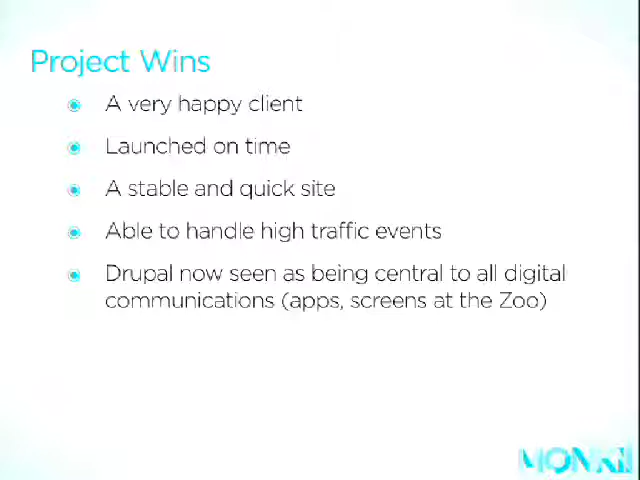 Project Wins
A very happy client
Launched on time
A stable and quick site
Able to handle high traffic events
Drupal now seen as being central to all digital
communications (apps, screens at the Zoo)